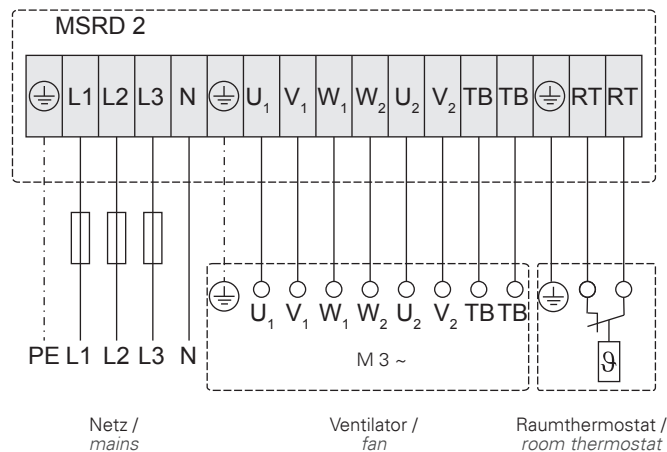 MSRD 2
L1 L2 L3 N U₁ V₁ W₁ W₂ U₂ V₂ TB TB RT RT
U₁ V₁ W₁ W₂ U₂ V₂ TB TB
PE L1 L2 L3 N
M 3 ~
ϑ
Netz /
mains
Ventilator /
fan
Raumthermostat /
room thermostat